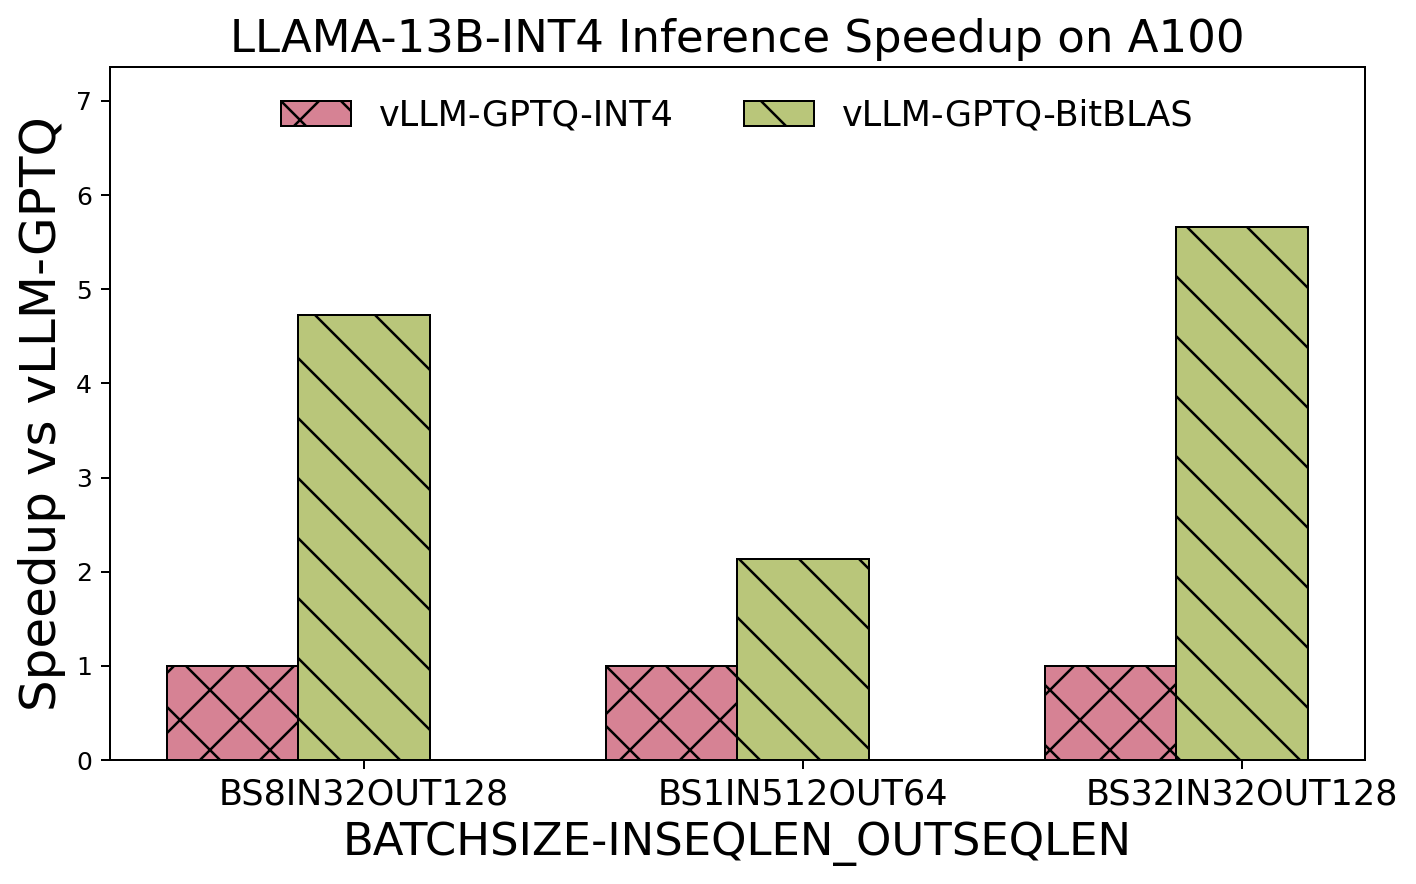 LLAMA-13B-INT4 Inference Speedup on A100
vLLM-GPTQ-INT4 vLLM-GPTQ-BitBLAS
Speedup vs vLLM-GPTQ
7
6
5
4
3
2
1
0
BS8IN32OUT128 BS1IN512OUT64 BS32IN32OUT128
BATCHSIZE-INSEQLEN_OUTSEQLEN